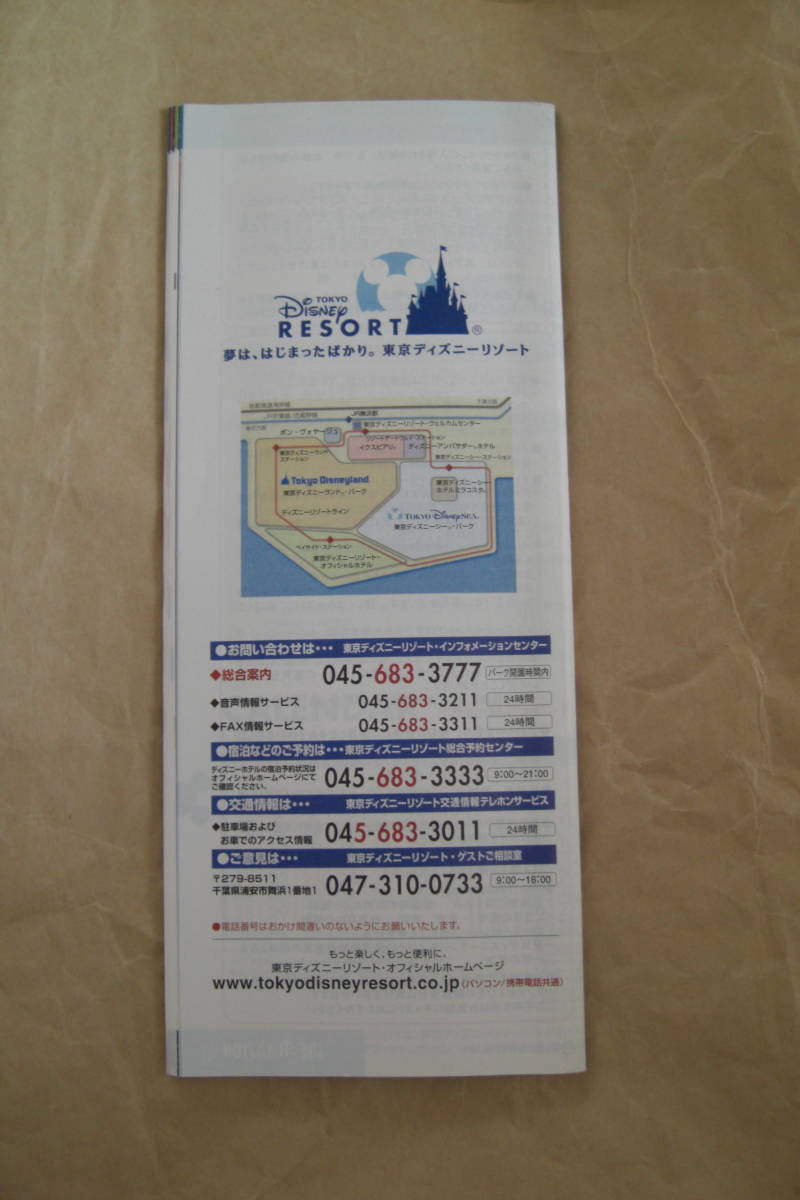 TOKYO
Disney
RESORT®
夢は、はじまったばかり。東京ディズニーリゾート
JR舞浜駅
東京ディズニーリゾート・ウェルカムセンター
ボン・ヴォヤージュ
リゾートゲートウェイ・ステーション
イクスピアリ®
ディズニーアンバサダー®ホテル
東京ディズニーランド・
ステーション
東京ディズニーシー・ステーション
Tokyo Disneyland.
東京ディズニーランド®・パーク
東京ディズニーシー・
ホテルミラコスタ®
ディズニーリゾートライン
TOKYO DisneySEA.
東京ディズニーシー®・パーク
ベイサイド・ステーション
東京ディズニーリゾート・
オフィシャルホテル
●お問い合わせは・・・ 東京ディズニーリゾート・インフォメーションセンター
◆総合案内 045-683-3777 パーク開園時間内
◆音声情報サービス 045-683-3211 24時間
◆FAX情報サービス 045-683-3311 24時間
●宿泊などのご予約は・・・東京ディズニーリゾート総合予約センター
ディズニーホテルの宿泊予約状況は
オフィシャルホームページにて
ご確認ください。
045-683-3333 9:00〜21:00
●交通情報は・・・ 東京ディズニーリゾート交通情報テレホンサービス
◆駐車場および
お車でのアクセス情報
045-683-3011 24時間
●ご意見は・・・ 東京ディズニーリゾート・ゲストご相談室
〒279-8511
千葉県浦安市舞浜1番地1
047-310-0733 9:00〜18:00
●電話番号はおかけ間違いのないようにお願いいたします。
もっと楽しく、もっと便利に。
東京ディズニーリゾート・オフィシャルホームページ
www.tokyodisneyresort.co.jp(パソコン/携帯電話共通)